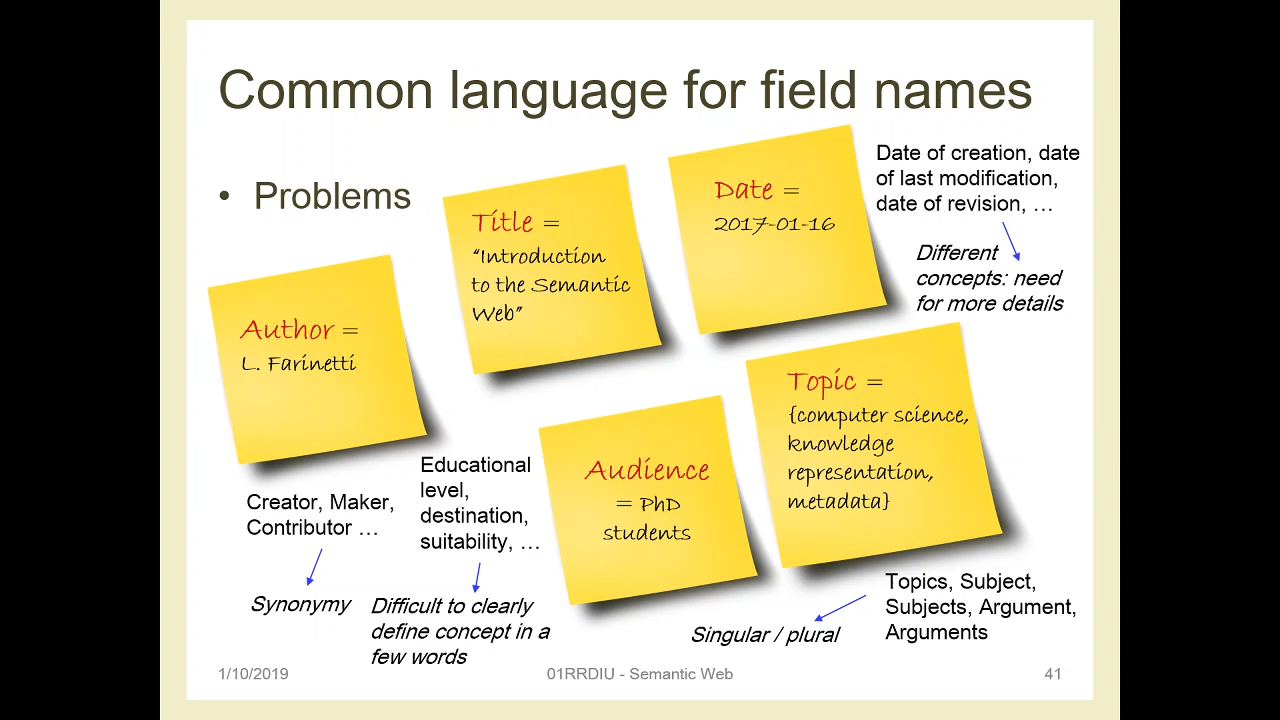 Common language for field names
• Problems
Title =
“Introduction
to the Semantic
Web”
Date =
2017-01-16
Date of creation, date
of last modification,
date of revision, …
Different
concepts: need
for more details
Author =
L. Farinetti
Creator, Maker,
Contributor …
Synonymy
Educational
level,
destination,
suitability, …
Difficult to clearly
define concept in a
few words
Audience
= PhD
students
Topic =
{computer science,
knowledge
representation,
metadata}
Topics, Subject,
Subjects, Argument,
Arguments
Singular / plural
1/10/2019
01RRDIU - Semantic Web
41